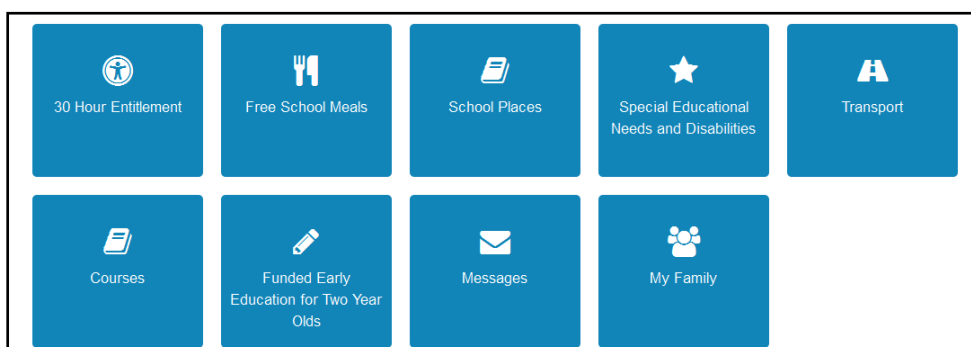 30 Hour Entitlement
Free School Meals
School Places
Special Educational
Needs and Disabilities
Transport
Courses
Funded Early
Education for Two Year
Olds
Messages
My Family